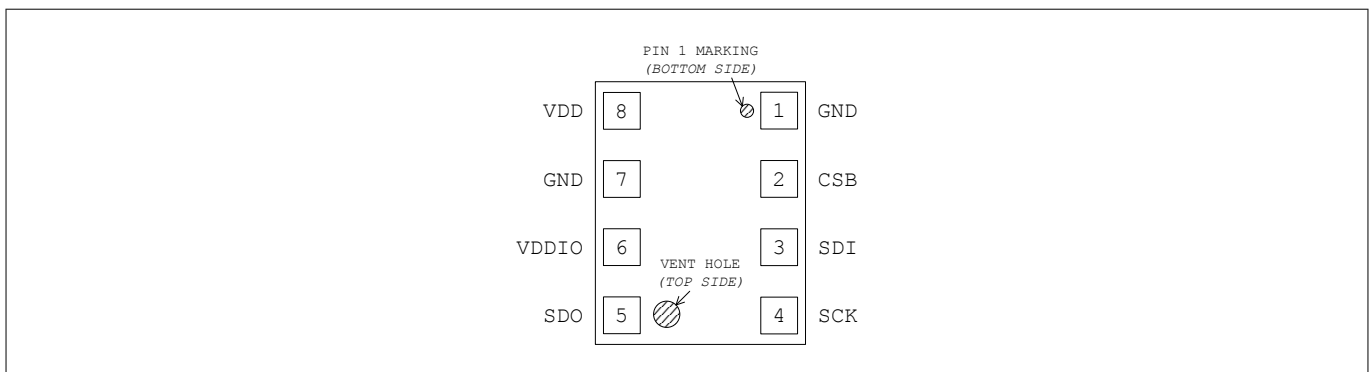 PIN 1 MARKING
(BOTTOM SIDE)
VDD 8 1 GND
GND 7 2 CSB
VDDIO 6 3 SDI
VENT HOLE
(TOP SIDE)
SDO 5 4 SCK